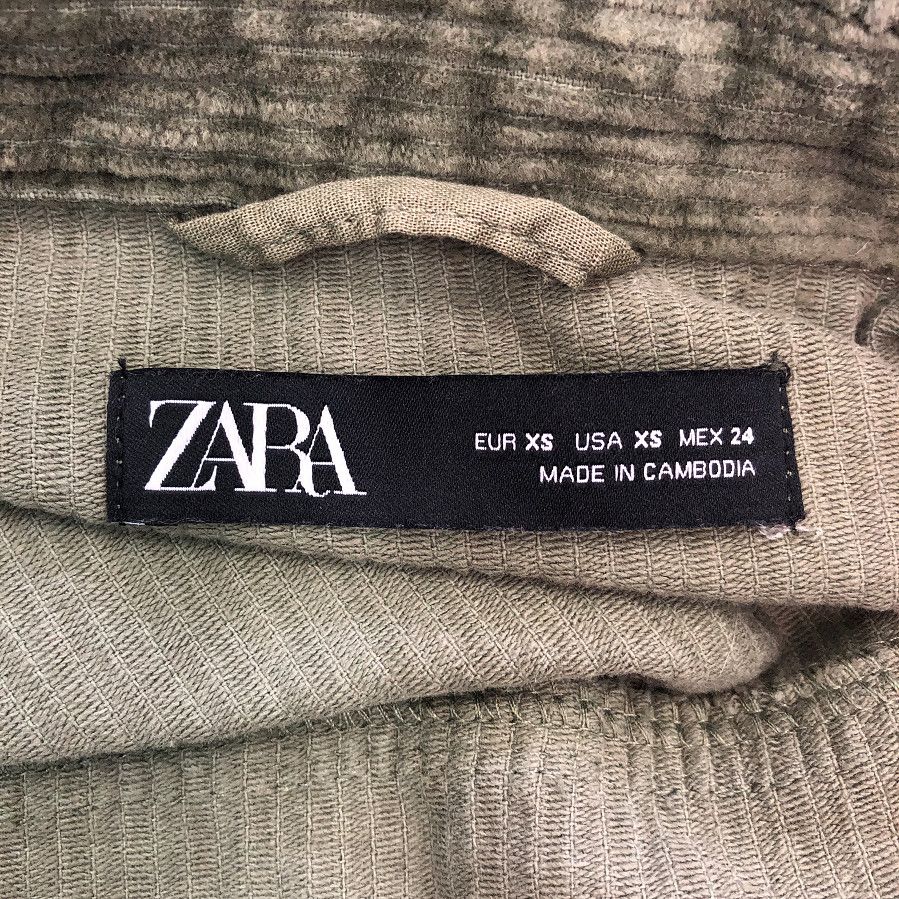 ZARA
EUR XS USA XS MEX 24
MADE IN CAMBODIA